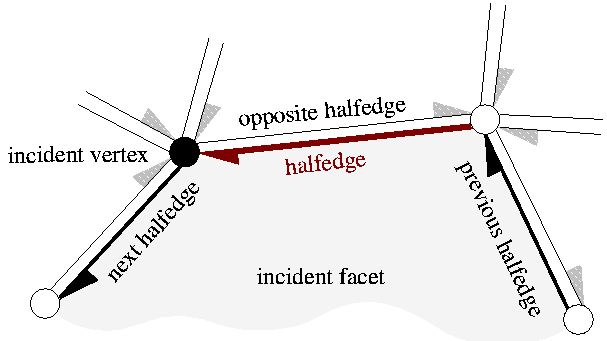 opposite halfedge
incident vertex
halfedge
next halfedge
previous halfedge
incident facet